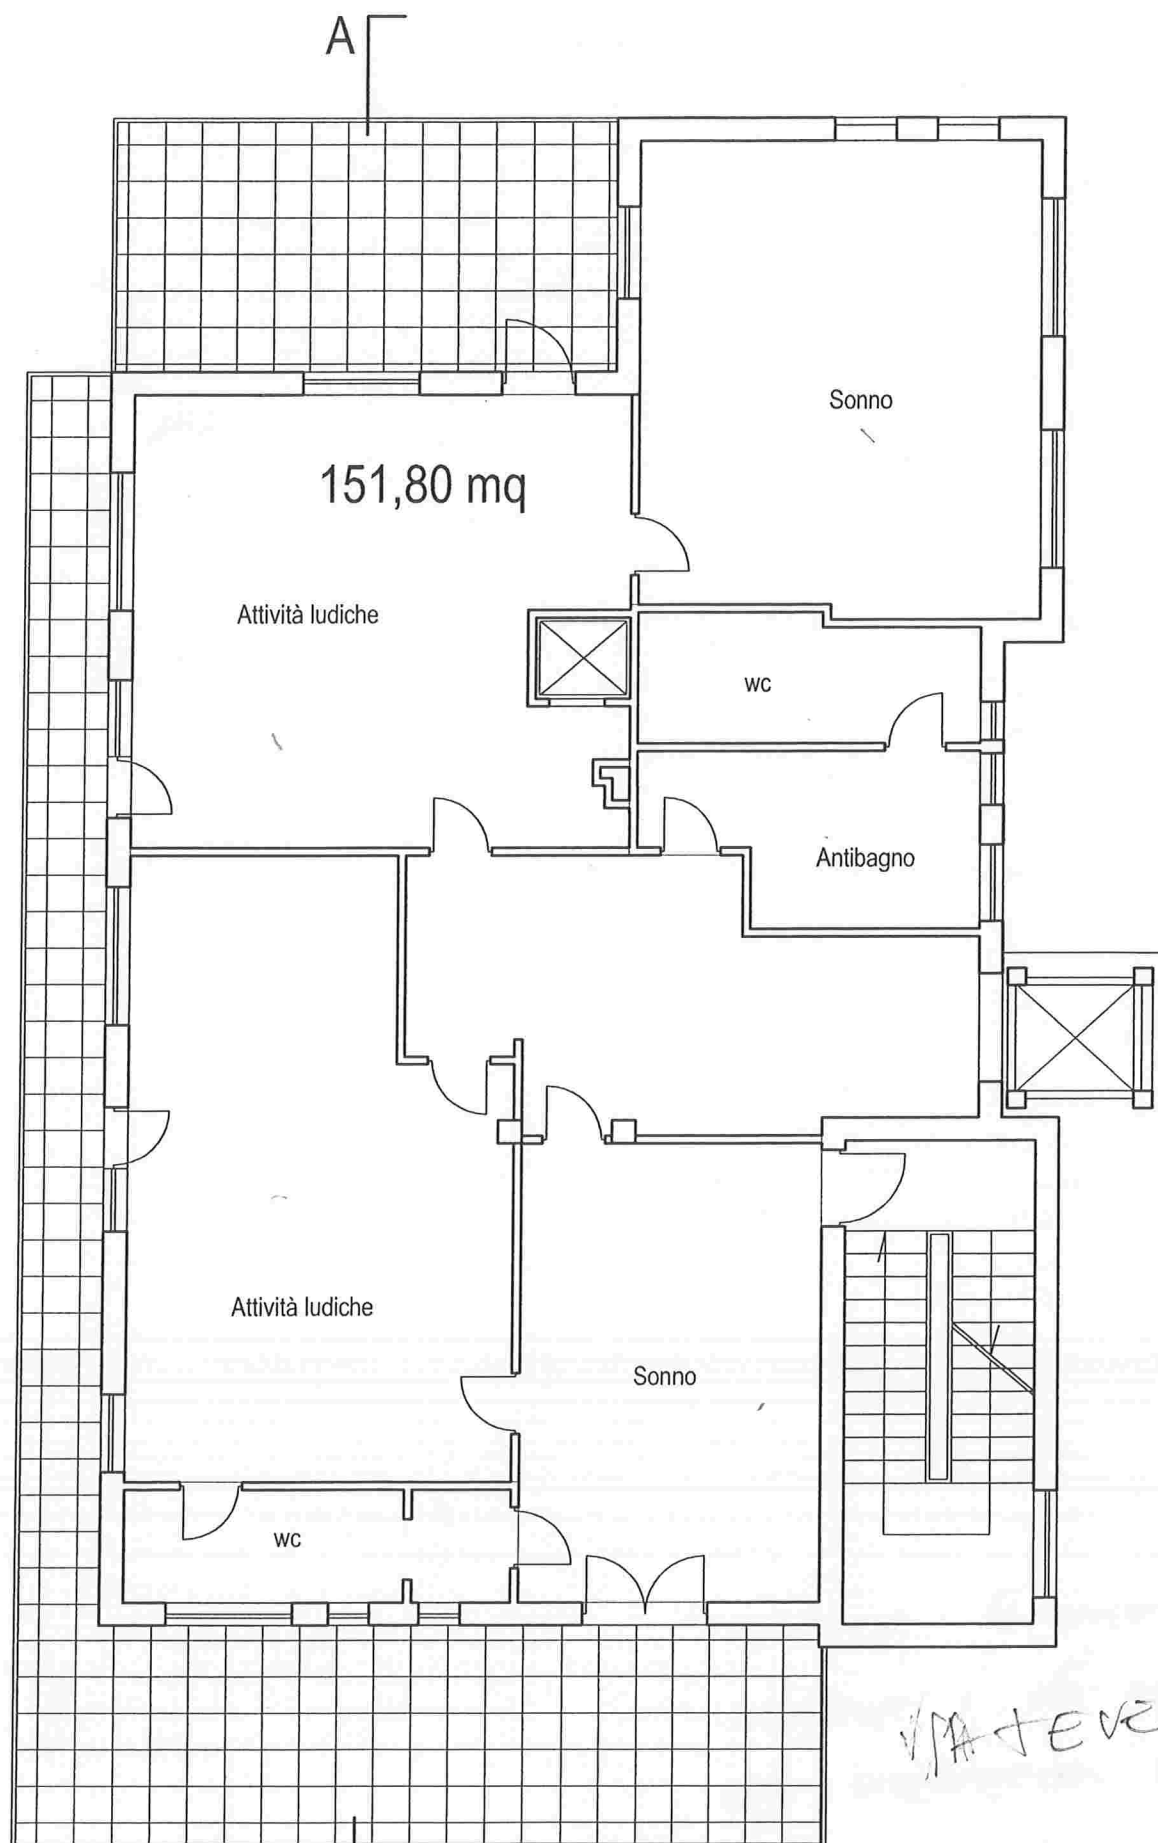 A
Sonno
151,80 mq
Attività ludiche
wc
Antibagno
Attività ludiche
Sonno
wc